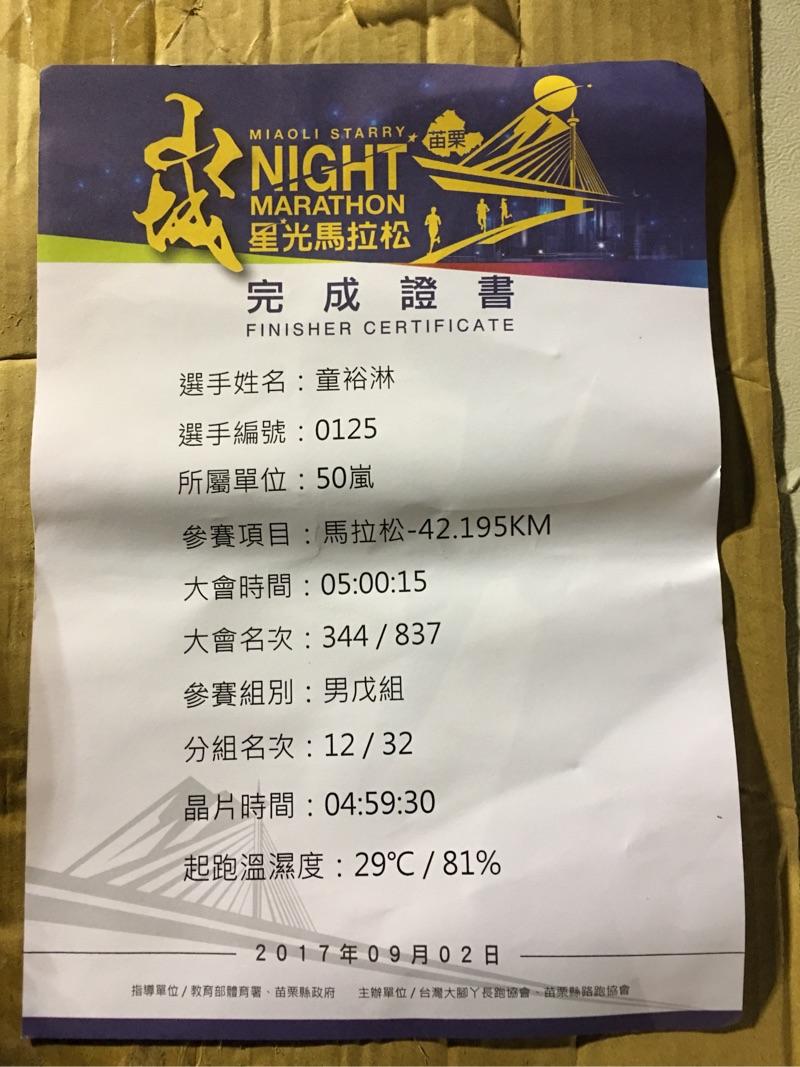 山城
MIAOLI STARRY
NIGHT
MARATHON
星光馬拉松
苗栗
完成證書
FINISHER CERTIFICATE
選手姓名：童裕淋
選手編號：0125
所屬單位：50嵐
參賽項目：馬拉松-42.195KM
大會時間：05:00:15
大會名次：344 / 837
參賽組別：男戊組
分組名次：12 / 32
晶片時間：04:59:30
起跑溫濕度：29℃ / 81%
2017年09月02日
指導單位 / 教育部體育署、苗栗縣政府 主辦單位 / 台灣大腳丫長跑協會、苗栗縣路跑協會